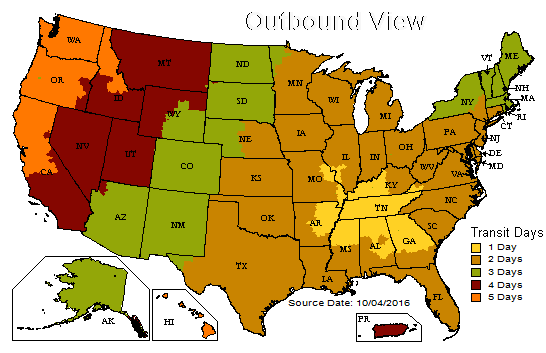 Outbound View
WA
MT
ND
MN
OR
ID
SD
WI
MI
VT
ME
NH
MA
NY
RI
CT
WY
NE
IA
PA
NJ
NV
UT
CO
IL
IN
OH
DE
MD
WV
VA
CA
KS
MO
KY
NC
TN
AZ
NM
OK
AR
SC
MS
AL
GA
TX
LA
FL
AK
HI
PR
Transit Days
1 Day
2 Days
3 Days
4 Days
5 Days
Source Date: 10/04/2016